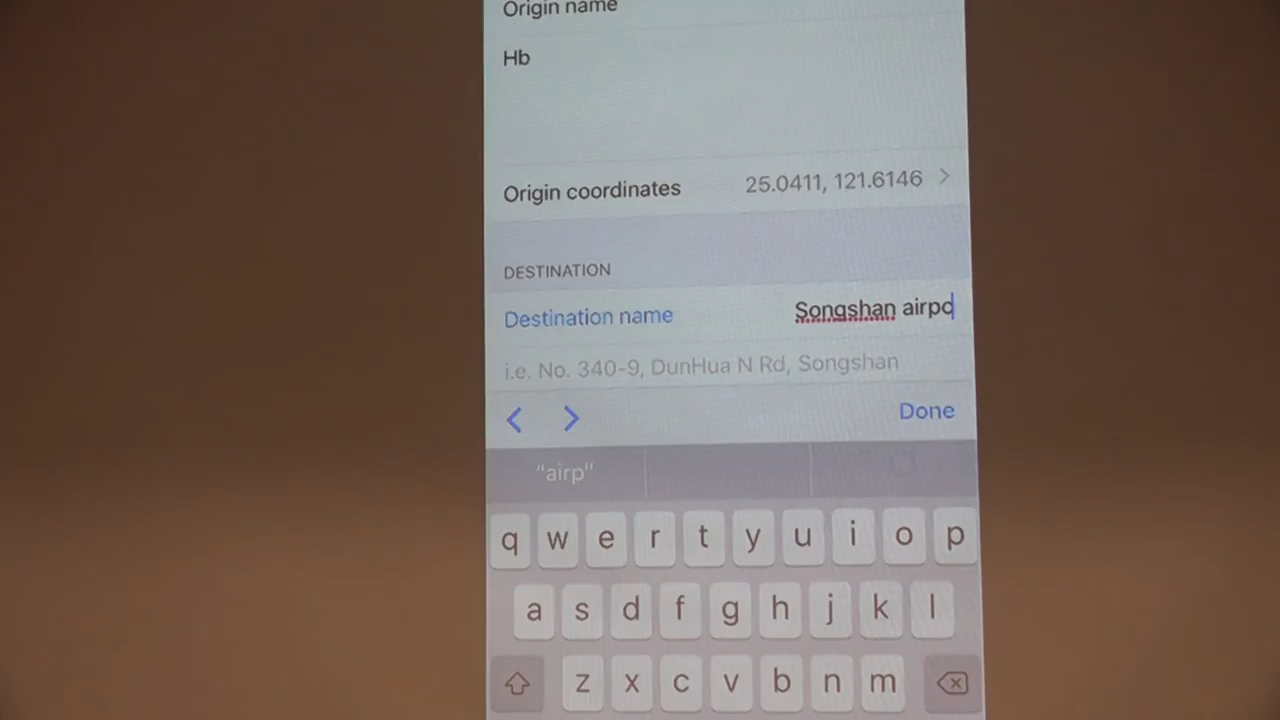 Origin name
Hb
Origin coordinates 25.0411, 121.6146 >
DESTINATION
Destination name Songshan airpo
i.e. No. 340-9, DunHua N Rd, Songshan
< > Done
"airp"
q w e r t y u i o p
a s d f g h j k l
z x c v b n m